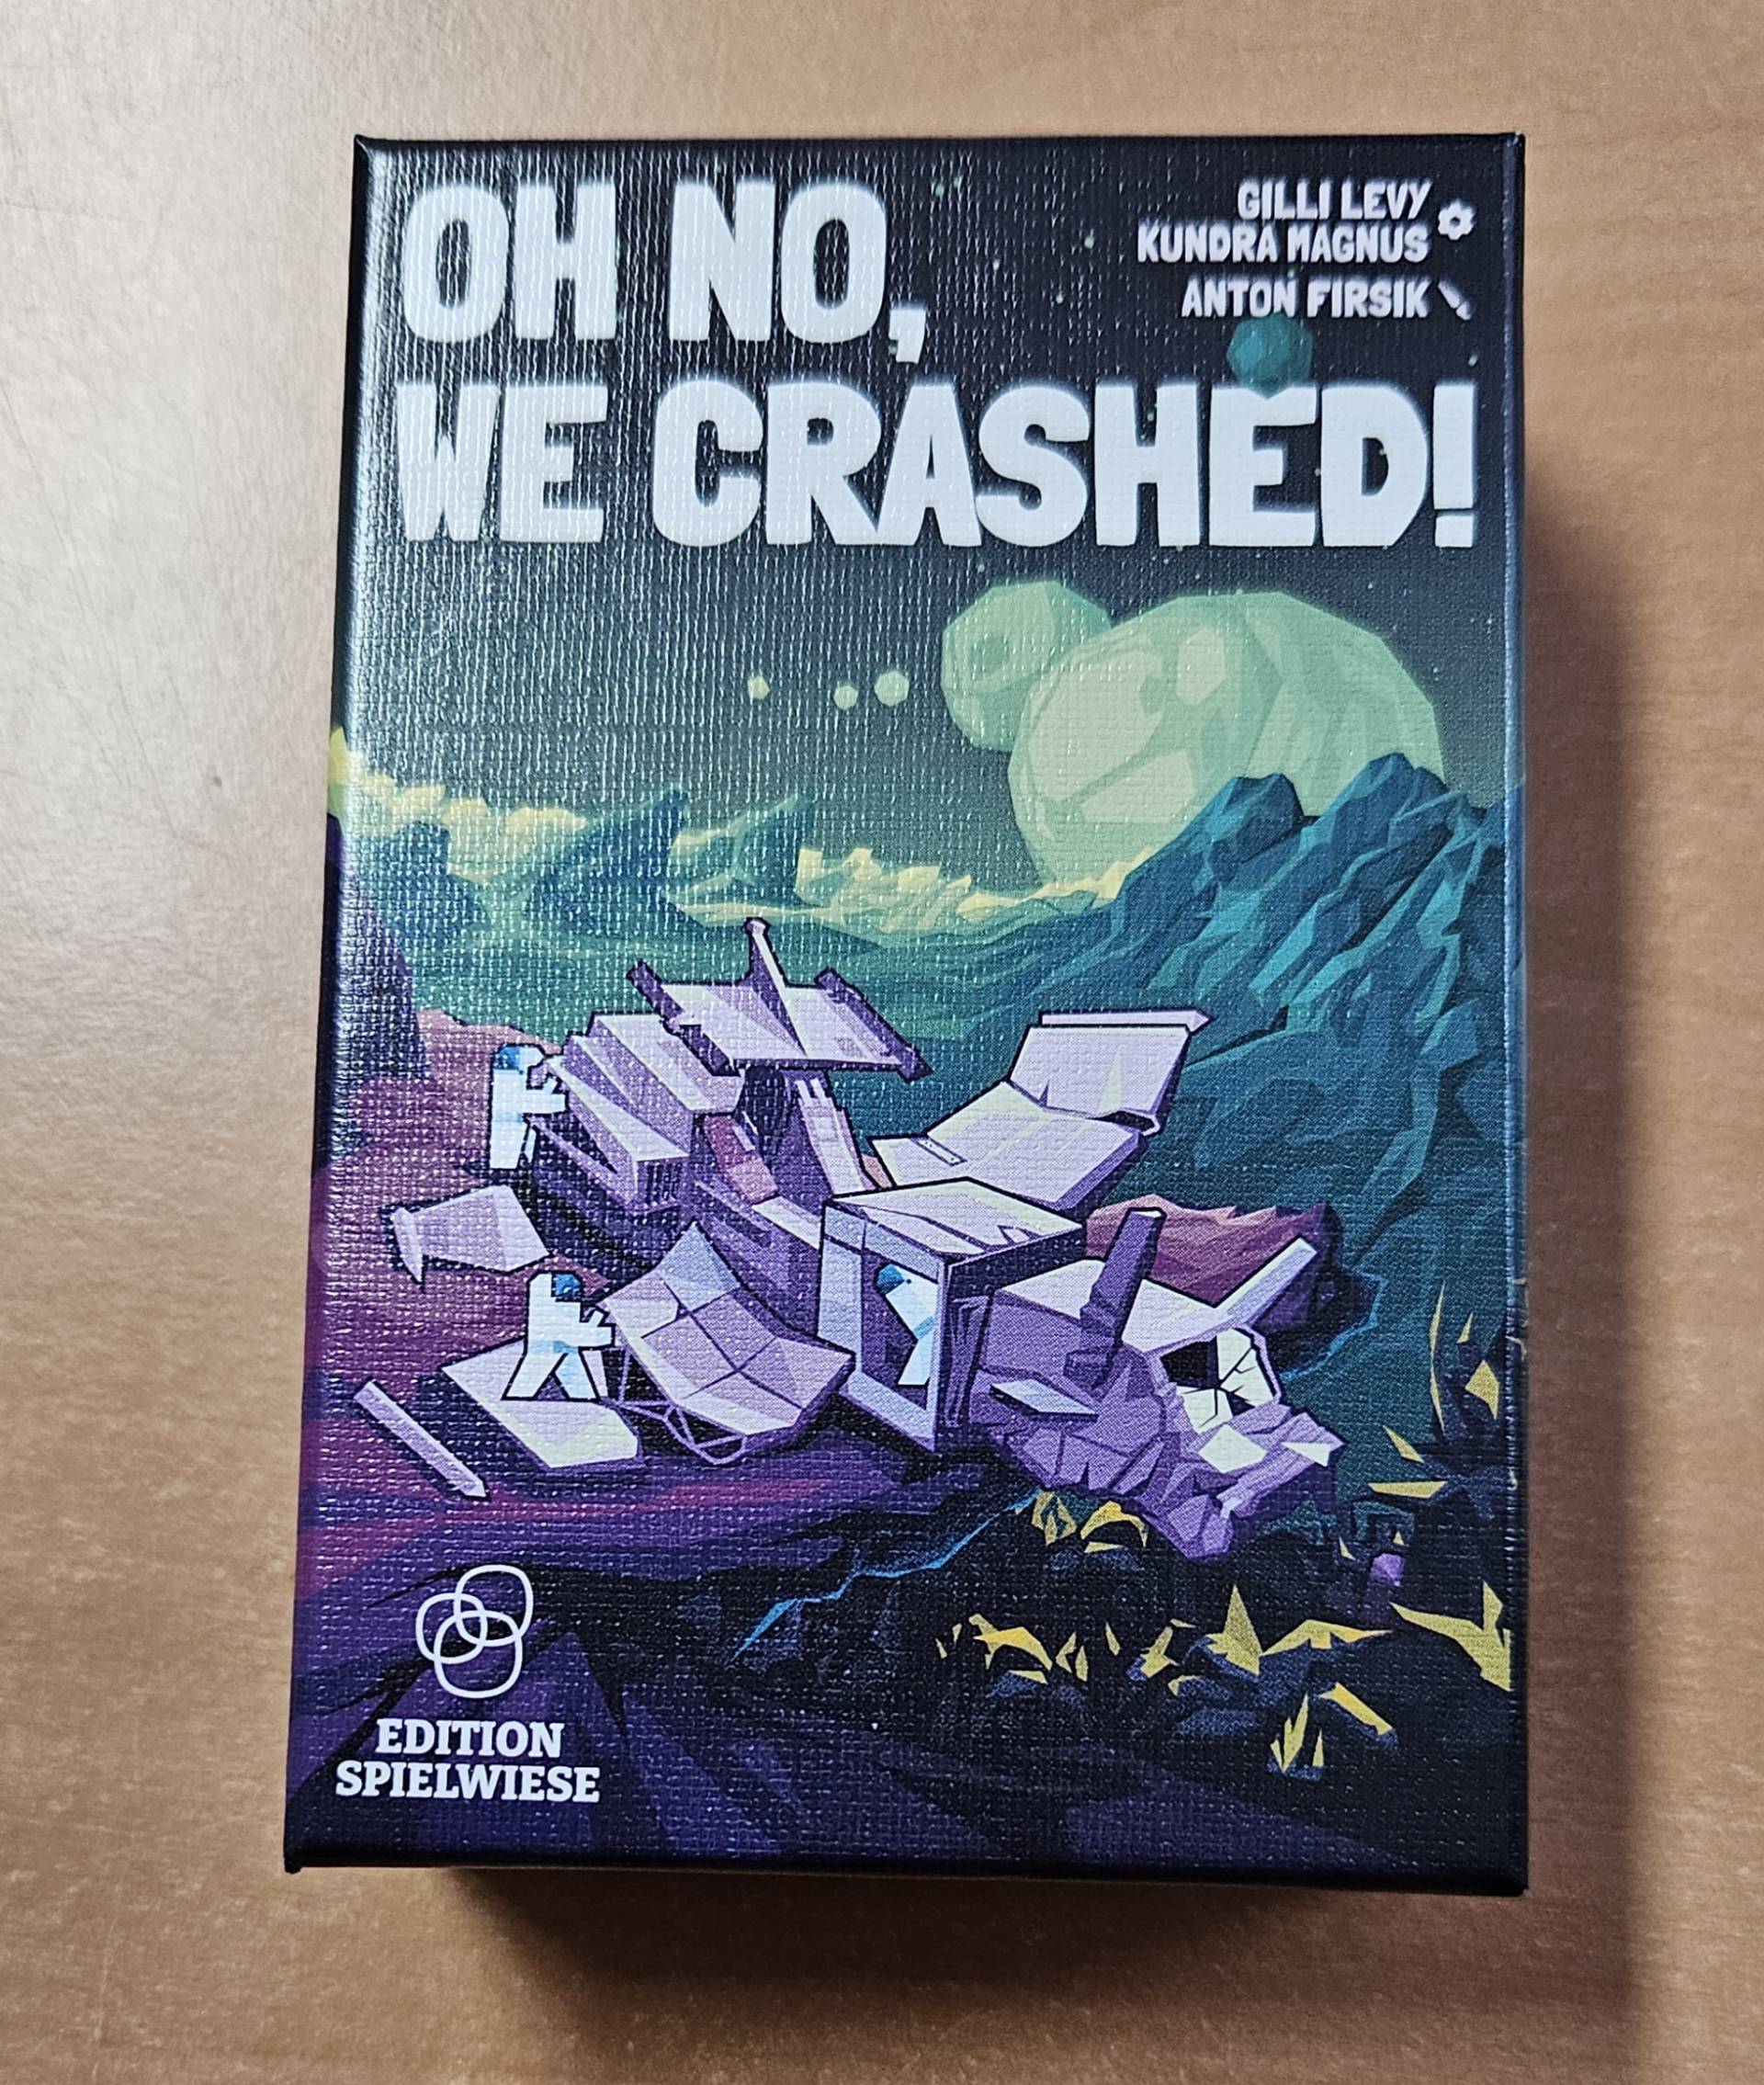 OH NO,
WE CRASHED!
GILLI LEVY
KUNDRA MAGNUS
ANTON FIRSIK
EDITION
SPIELWIESE